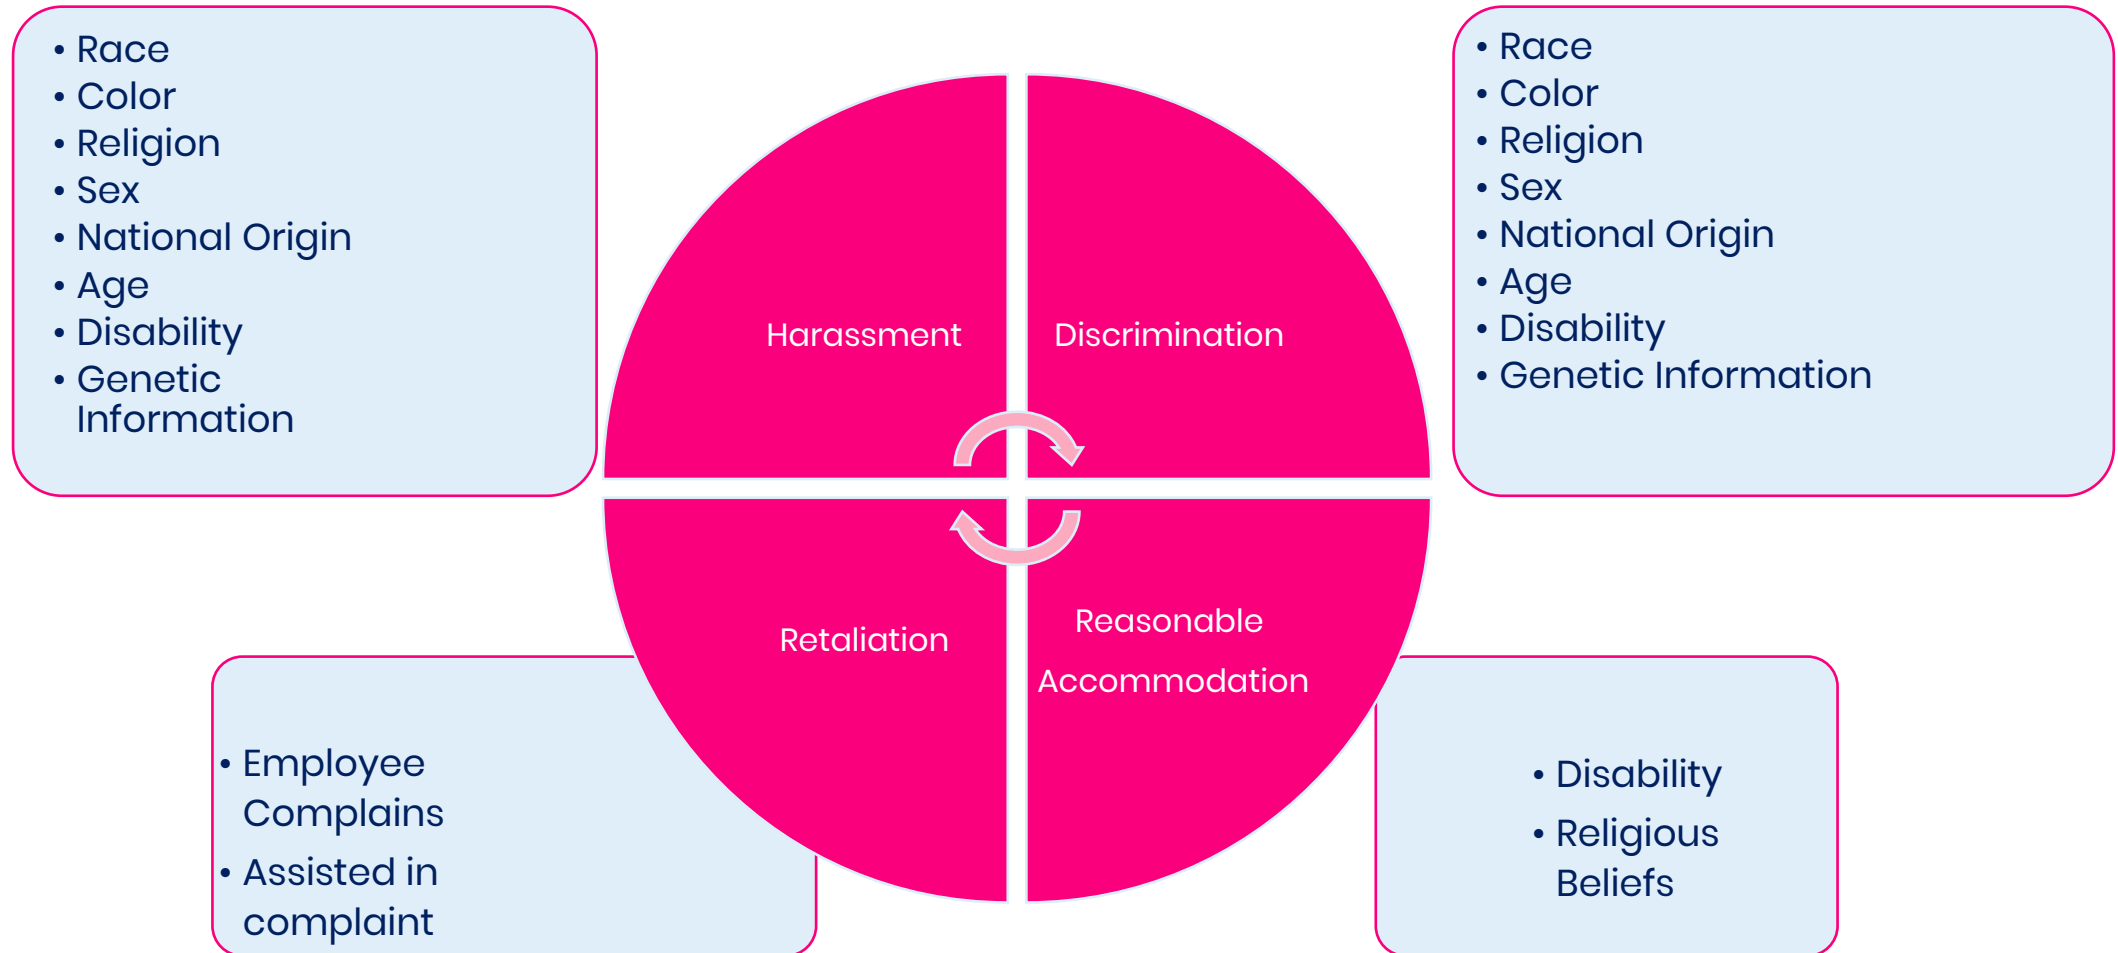 • Race
• Color
• Religion
• Sex
• National Origin
• Age
• Disability
• Genetic
Information
Harassment
Discrimination
• Race
• Color
• Religion
• Sex
• National Origin
• Age
• Disability
• Genetic Information
Retaliation
Reasonable
Accommodation
• Employee
Complains
• Assisted in
complaint
• Disability
• Religious
Beliefs